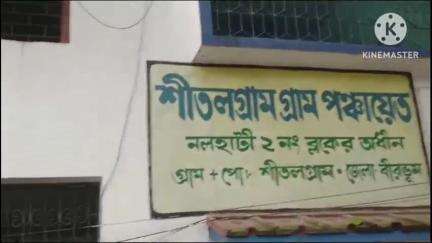 KINEMASTER
শীতলগ্রাম গ্রাম পঞ্চায়েত
নলহাটী ২ নং ব্লকের অধীন
গ্রাম + পোঃ শীতলগ্রাম • জেলা বীরভূম